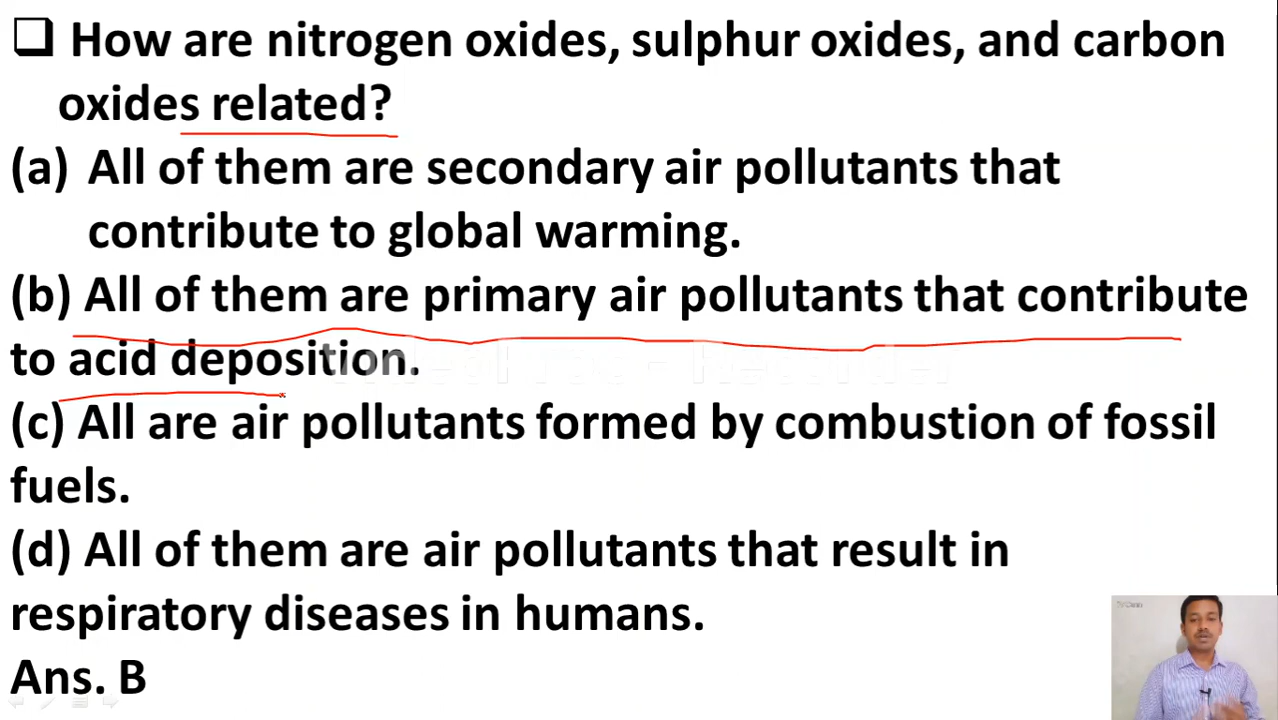 ❑ How are nitrogen oxides, sulphur oxides, and carbon
oxides related?
(a) All of them are secondary air pollutants that
contribute to global warming.
(b) All of them are primary air pollutants that contribute
to acid deposition.
(c) All are air pollutants formed by combustion of fossil
fuels.
(d) All of them are air pollutants that result in
respiratory diseases in humans.
Ans. B